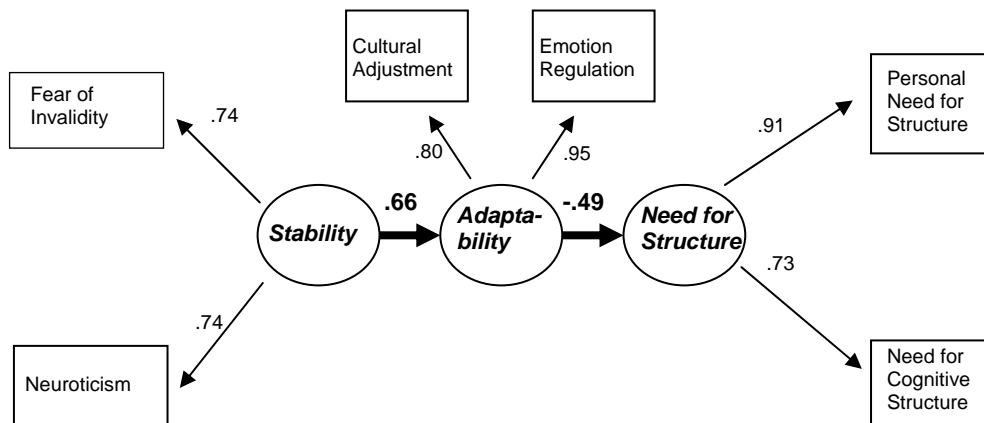 Cultural
Adjustment
Emotion
Regulation
Fear of
Invalidity
Personal
Need for
Structure
.74
.80
.95
.91
.66
-.49
Stability
Adapta-
bility
Need for
Structure
.74
.73
Neuroticism
Need for
Cognitive
Structure